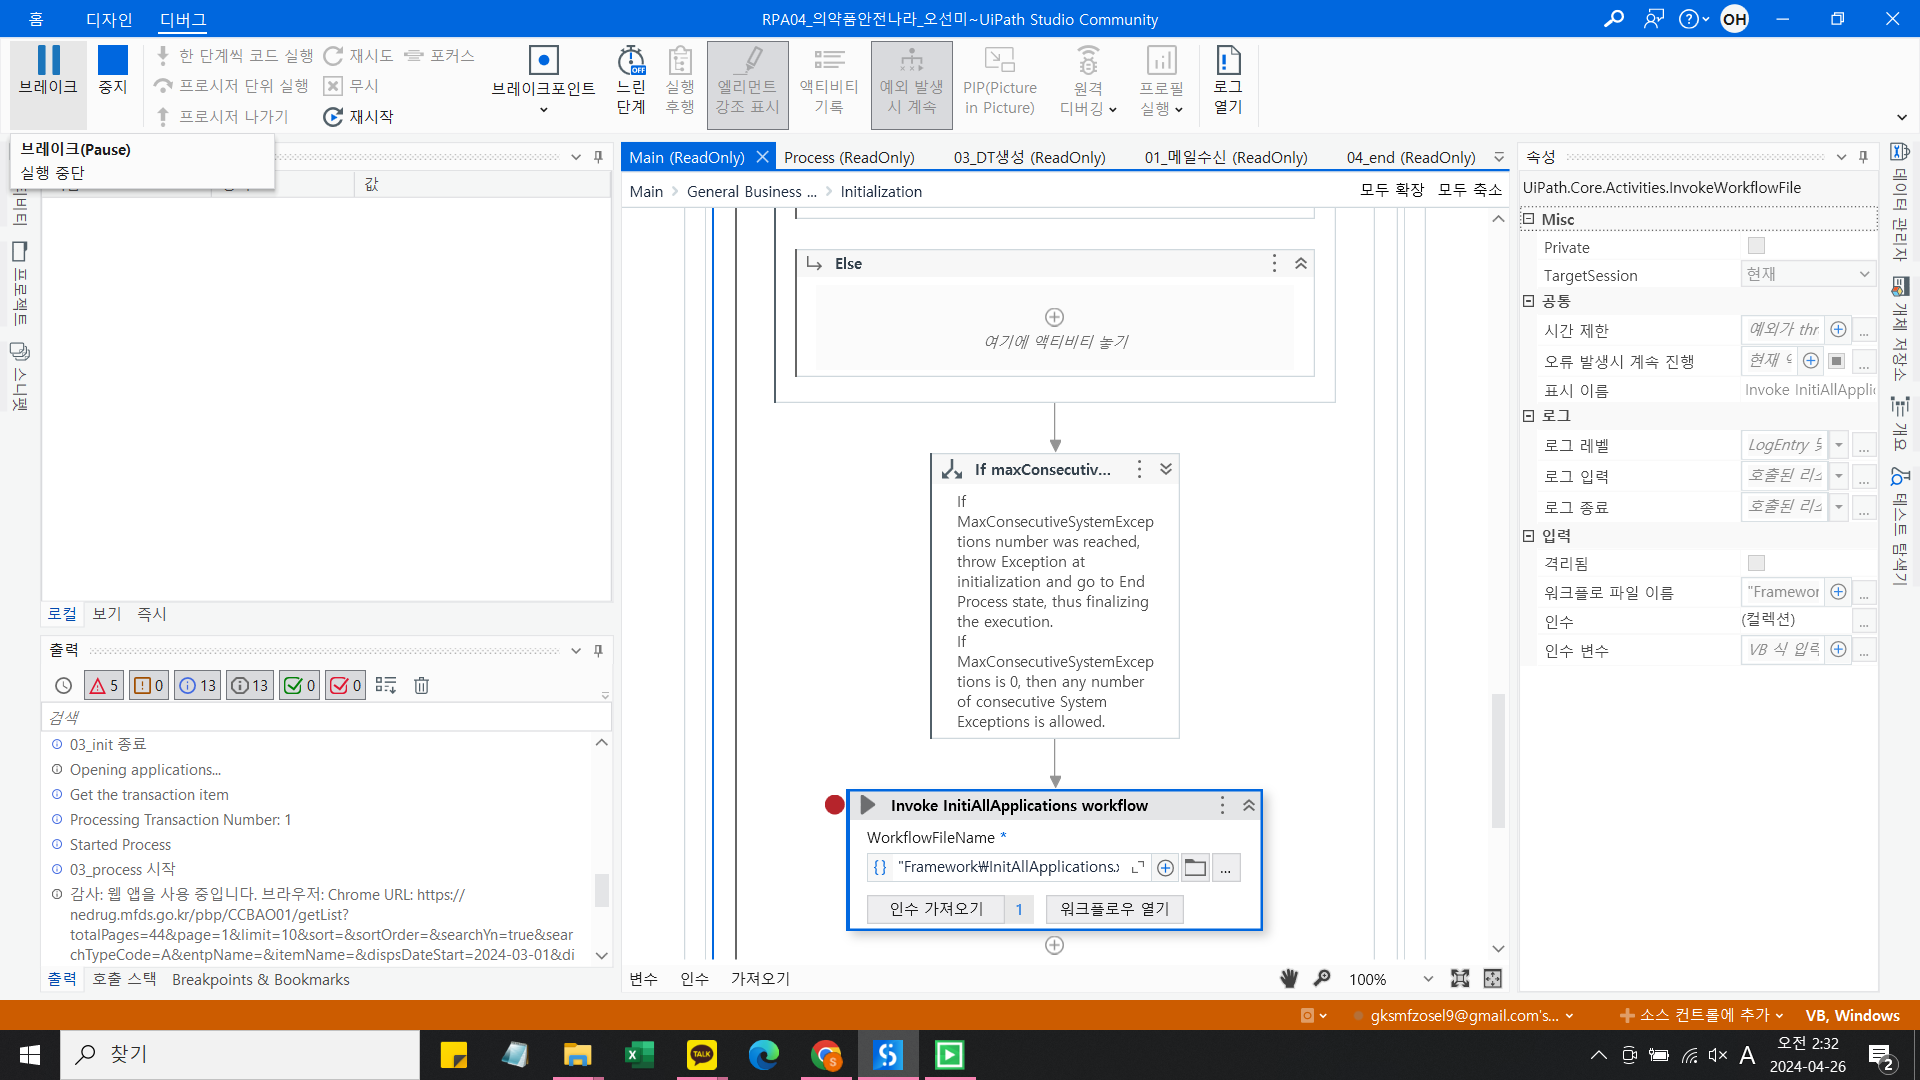 홈 디자인 디버그
RPA04_의약품안전나라_오선미~UiPath Studio Community
OH
브레이크
중지
한 단계씩 코드 실행
프로시저 단위 실행
프로시저 나가기
재시도
무시
재시작
포커스
브레이크포인트
느린
단계
실행
후행
엘리먼트
강조 표시
액티비티
기록
예외 발생
시 계속
PIP(Picture
in Picture)
원격
디버깅
프로필
실행
로그
열기
브레이크(Pause)
실행 중단
값
프로젝트
스니펫
로컬 보기 즉시
출력
5 0 13 13 0 0
검색
03_init 종료
Opening applications...
Get the transaction item
Processing Transaction Number: 1
Started Process
03_process 시작
감사: 웹 앱을 사용 중입니다. 브라우저: Chrome URL: https://
nedrug.mfds.go.kr/pbp/CCBAO01/getList?
totalPages=44&page=1&limit=10&sort=&sortOrder=&searchYn=true&sear
chTypeCode=A&entpName=&itemName=&dispsDateStart=2024-03-01&di
출력 호출 스택 Breakpoints & Bookmarks
Main (ReadOnly) Process (ReadOnly) 03_DT생성 (ReadOnly) 01_메일수신 (ReadOnly) 04_end (ReadOnly)
Main General Business ... Initialization
모두 확장 모두 축소
Else
여기에 액티비티 놓기
If maxConsecutiv...
If
MaxConsecutiveSystemExcep
tions number was reached,
throw Exception at
initialization and go to End
Process state, thus finalizing
the execution.
If
MaxConsecutiveSystemExcep
tions is 0, then any number
of consecutive System
Exceptions is allowed.
Invoke InitiAllApplications workflow
WorkflowFileName *
{} "Framework₩InitAllApplications.x
...
인수 가져오기 1 워크플로우 열기
변수 인수 가져오기
100%
속성
UiPath.Core.Activities.InvokeWorkflowFile
Misc
Private
TargetSession 현재
공통
시간 제한 예외가 thr ...
오류 발생시 계속 진행 현재 ...
표시 이름 Invoke InitiAllApplic
로그
로그 레벨 LogEntry ...
로그 입력 호출된 리소 ...
로그 종료 호출된 리소 ...
입력
격리됨
워크플로 파일 이름 "Framewor ...
인수 (컬렉션) ...
인수 변수 VB 식 입력 ...
데이터 관리자
개체 저장소
개요
테스트 탐색기
gksmfzosel9@gmail.com's... 소스 컨트롤에 추가 VB, Windows
찾기
TALK
S
A
오전 2:32
2024-04-26
2